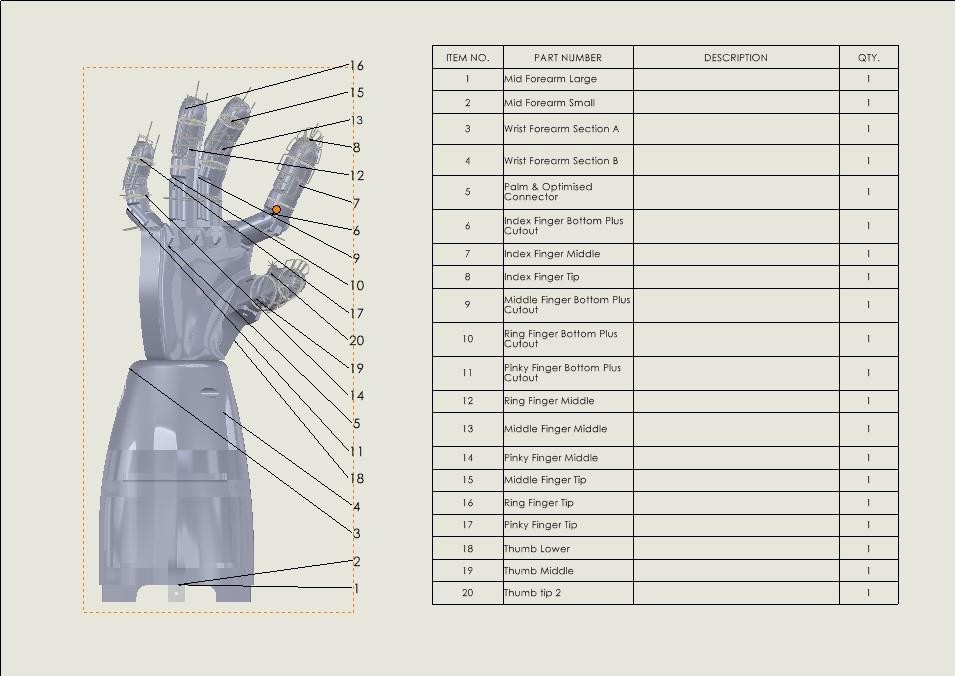 16
15
13
8
12
7
6
9
10
17
20
19
14
5
11
18
4
3
2
1
ITEM NO. PART NUMBER DESCRIPTION QTY.
1 Mid Forearm Large 1
2 Mid Forearm Small 1
3 Wrist Forearm Section A 1
4 Wrist Forearm Section B 1
5 Palm & Optimised
Connector 1
6 Index Finger Bottom Plus
Cutout 1
7 Index Finger Middle 1
8 Index Finger Tip 1
9 Middle Finger Bottom Plus
Cutout 1
10 Ring Finger Bottom Plus
Cutout 1
11 Pinky Finger Bottom Plus
Cutout 1
12 Ring Finger Middle 1
13 Middle Finger Middle 1
14 Pinky Finger Middle 1
15 Middle Finger Tip 1
16 Ring Finger Tip 1
17 Pinky Finger Tip 1
18 Thumb Lower 1
19 Thumb Middle 1
20 Thumb tip 2 1